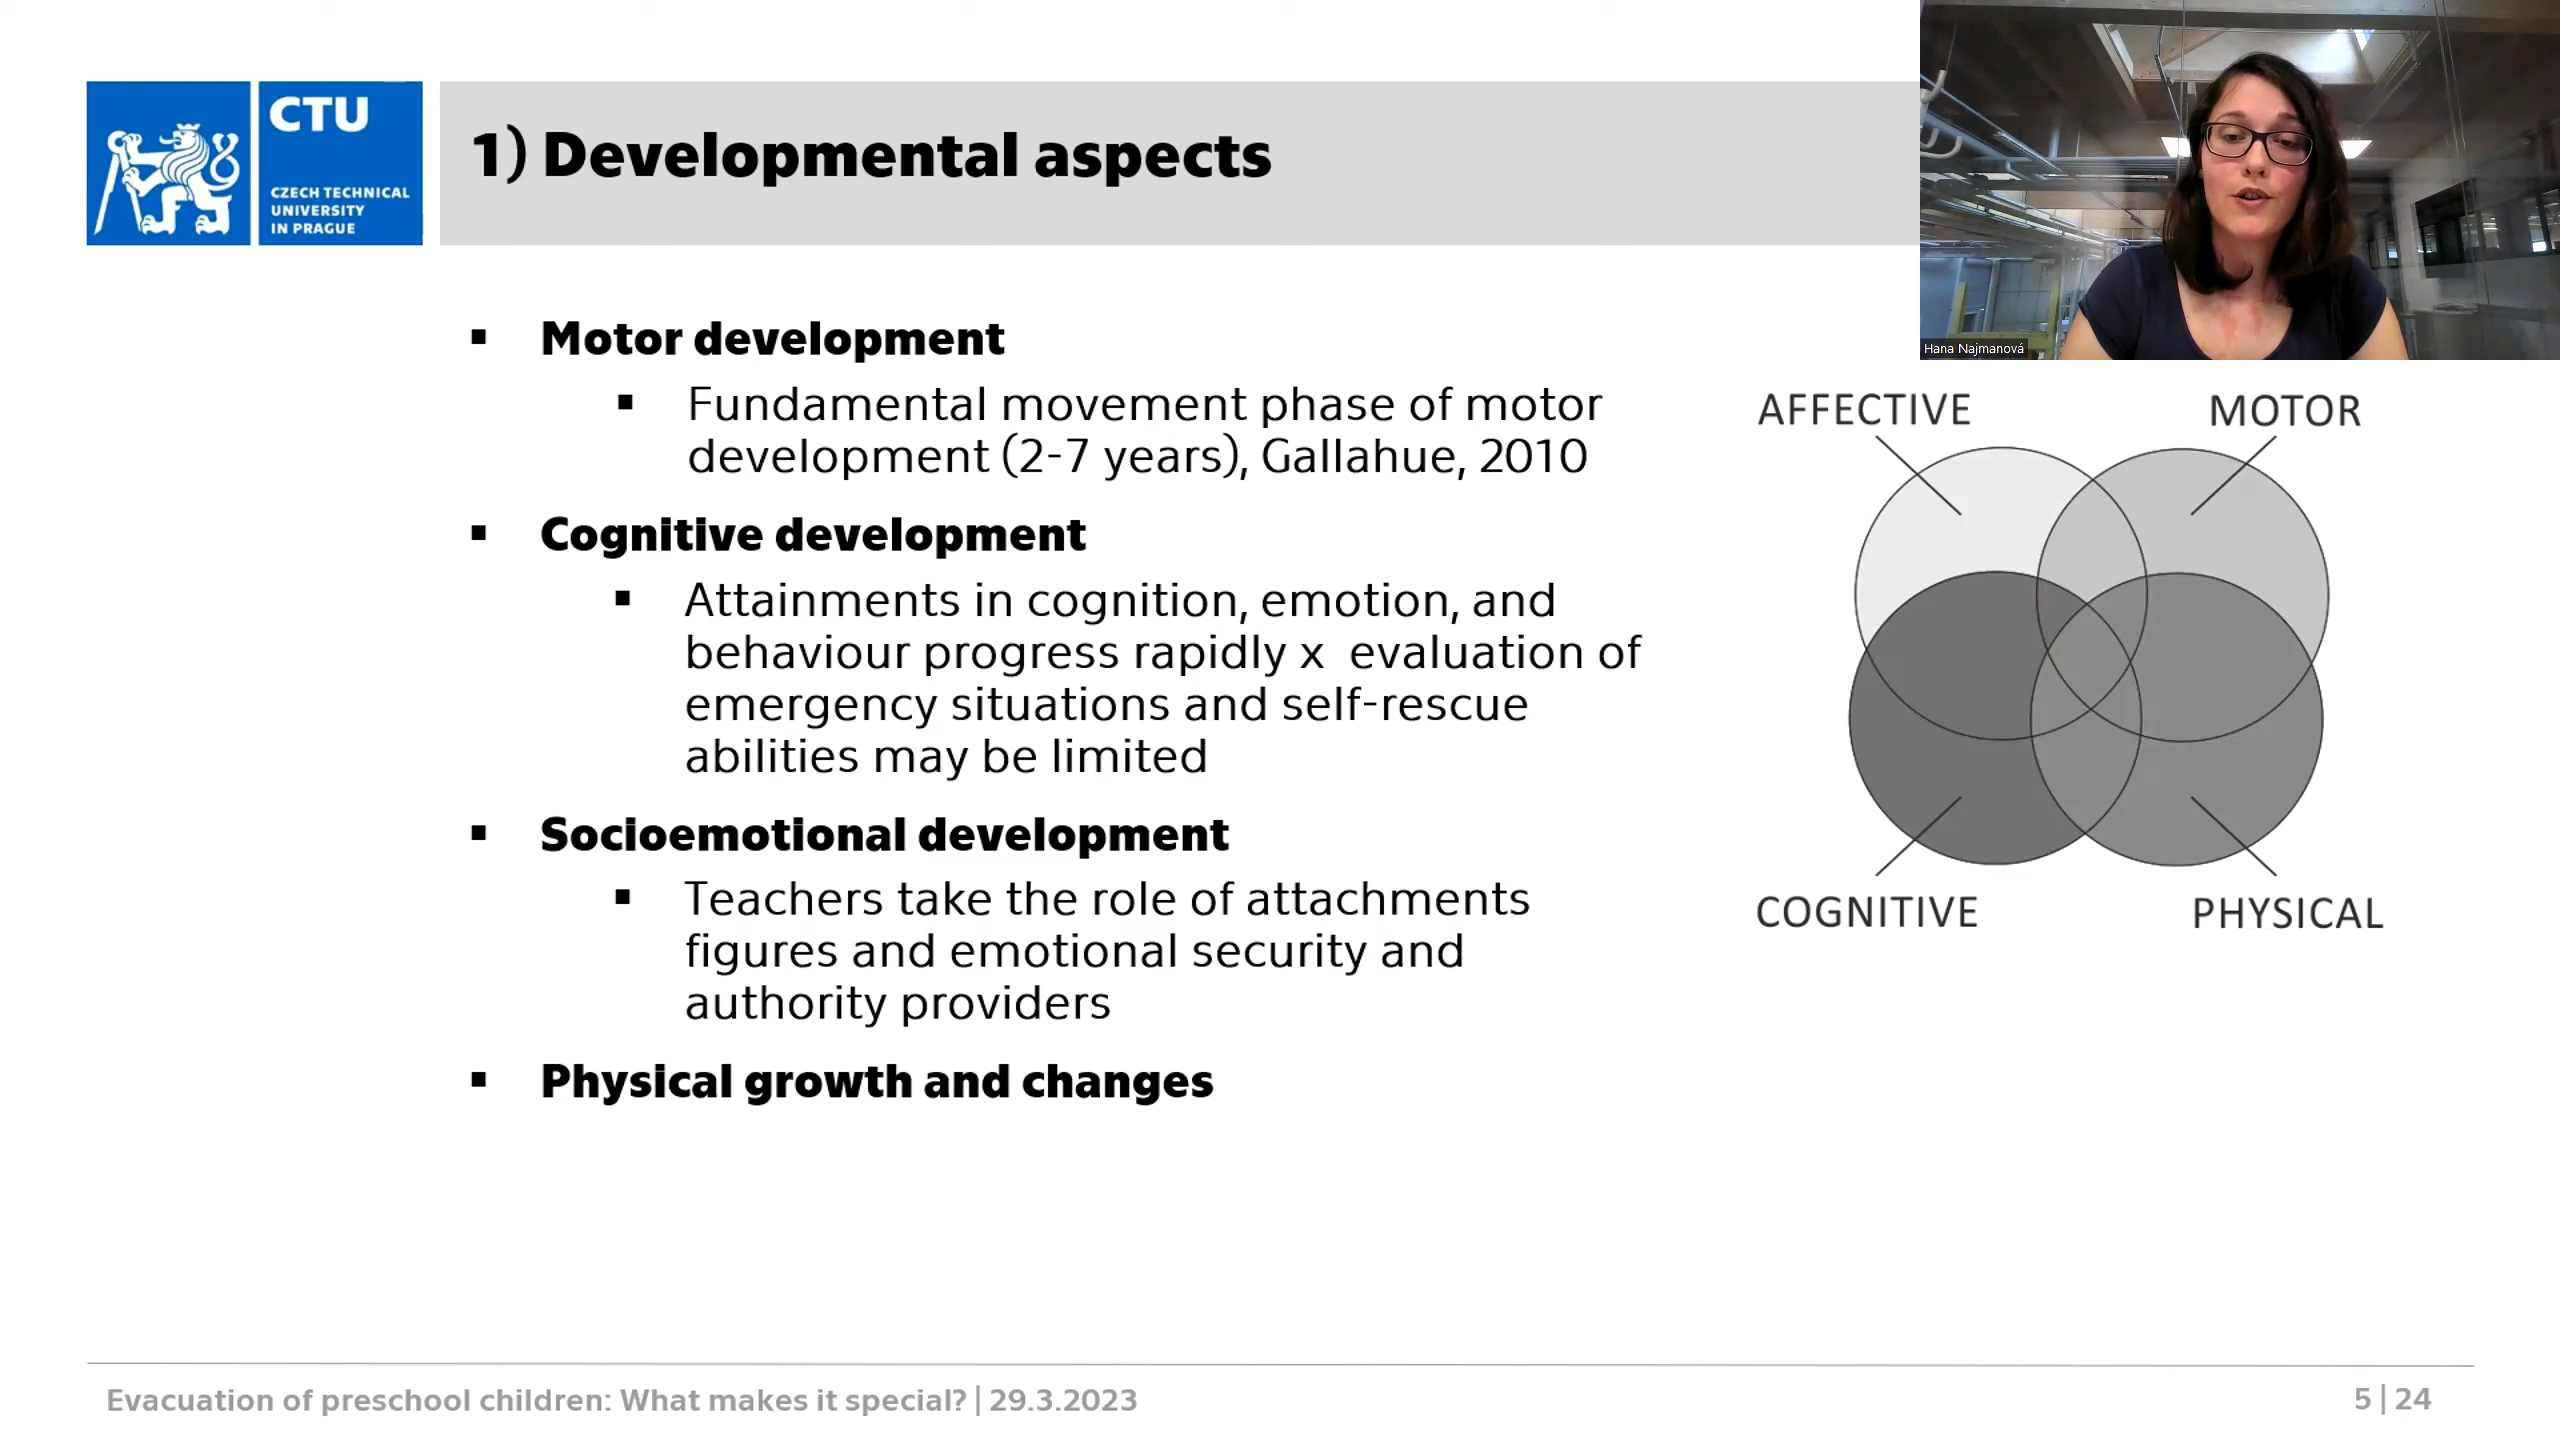 CTU
CZECH TECHNICAL
UNIVERSITY
IN PRAGUE
1) Developmental aspects
Hana Najmanová
▪ Motor development
▪ Fundamental movement phase of motor
development (2-7 years), Gallahue, 2010
▪ Cognitive development
▪ Attainments in cognition, emotion, and
behaviour progress rapidly x evaluation of
emergency situations and self-rescue
abilities may be limited
▪ Socioemotional development
▪ Teachers take the role of attachments
figures and emotional security and
authority providers
▪ Physical growth and changes
AFFECTIVE
MOTOR
COGNITIVE
PHYSICAL
Evacuation of preschool children: What makes it special? | 29.3.2023
5 | 24